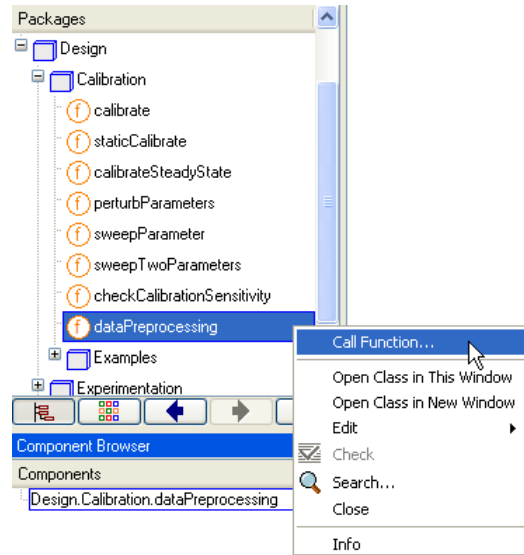 Packages
Design
Calibration
calibrate
staticCalibrate
calibrateSteadyState
perturbParameters
sweepParameter
sweepTwoParameters
checkCalibrationSensitivity
dataPreprocessing
Examples
Experimentation
Component Browser
Components
Design.Calibration.dataPreprocessing
Call Function...
Open Class in This Window
Open Class in New Window
Edit
Check
Search...
Close
Info